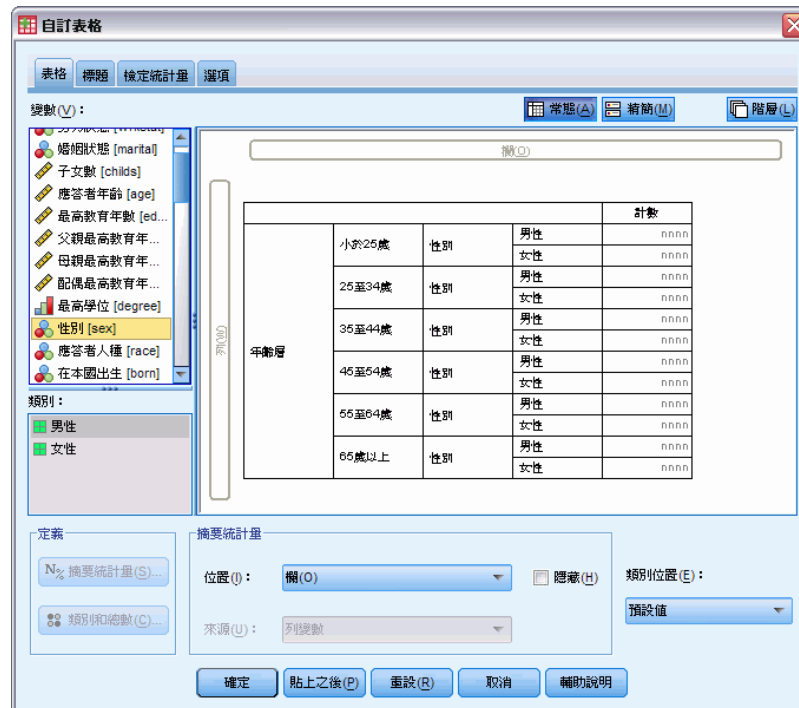 自訂表格
表格 標題 檢定統計量 選項
變數(V)：
常態(A) 精簡(M) 階層(L)
婚姻狀態 [marital]
子女數 [childs]
應答者年齡 [age]
最高教育年數 [ed...
父親最高教育年...
母親最高教育年...
配偶最高教育年...
最高學位 [degree]
性別 [sex]
應答者人種 [race]
在本國出生 [born]
類別：
男性
女性
欄(O)
列(W)
計數
年齡層
小於25歲 性別 男性 nnnn
女性 nnnn
25至34歲 性別 男性 nnnn
女性 nnnn
35至44歲 性別 男性 nnnn
女性 nnnn
45至54歲 性別 男性 nnnn
女性 nnnn
55至64歲 性別 男性 nnnn
女性 nnnn
65歲以上 性別 男性 nnnn
女性 nnnn
定義
N% 摘要統計量(S)...
類別和總數(C)...
摘要統計量
位置(I)： 欄(O) 隱藏(H)
來源(U)： 列變數
類別位置(E)：
預設值
確定 貼上之後(P) 重設(R) 取消 輔助說明